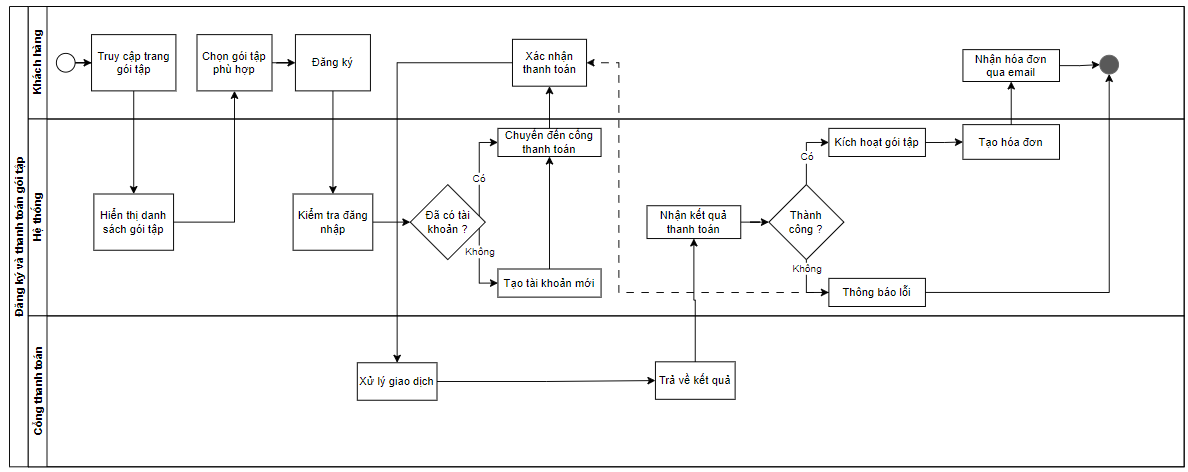 Đăng ký và thanh toán gói tập
Khách hàng
Truy cập trang
gói tập
Chọn gói tập
phù hợp
Đăng ký
Xác nhận
thanh toán
Nhận hóa đơn
qua email
Hệ thống
Hiển thị danh
sách gói tập
Kiểm tra đăng
nhập
Đã có tài
khoản ?
Có
Không
Chuyển đến cổng
thanh toán
Tạo tài khoản mới
Nhận kết quả
thanh toán
Thành
công ?
Có
Không
Kích hoạt gói tập
Tạo hóa đơn
Thông báo lỗi
Cổng thanh toán
Xử lý giao dịch
Trả về kết quả